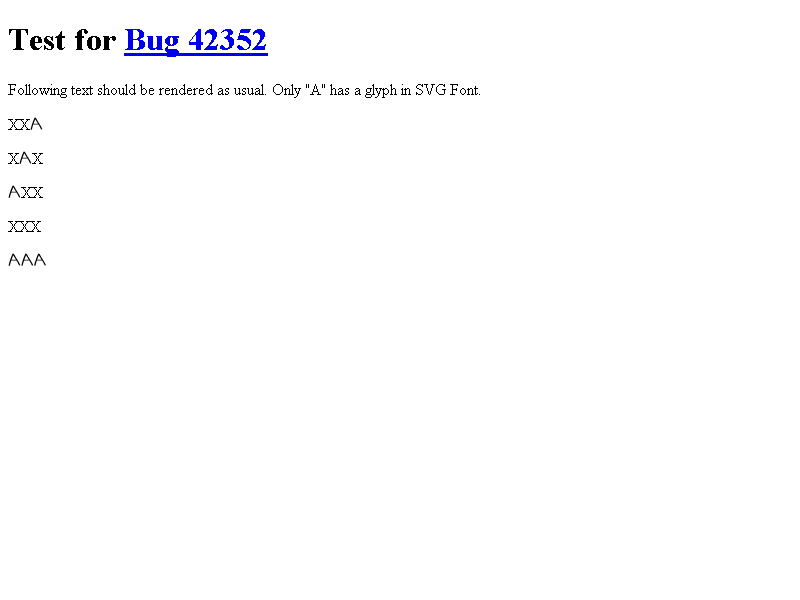 Test for Bug 42352
Following text should be rendered as usual. Only "A" has a glyph in SVG Font.
XXA
XAX
AXX
XXX
AAA